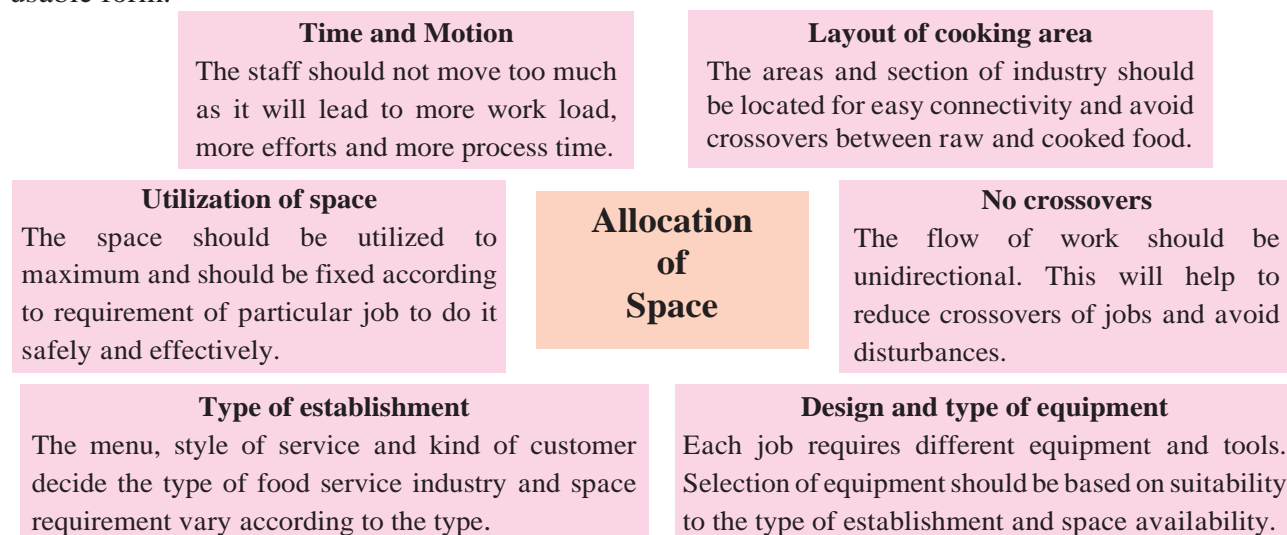 usable form.
Time and Motion
The staff should not move too much
as it will lead to more work load,
more efforts and more process time.
Layout of cooking area
The areas and section of industry should
be located for easy connectivity and avoid
crossovers between raw and cooked food.
Utilization of space
The space should be utilized to
maximum and should be fixed according
to requirement of particular job to do it
safely and effectively.
Allocation
of
Space
No crossovers
The flow of work should be
unidirectional. This will help to
reduce crossovers of jobs and avoid
disturbances.
Type of establishment
The menu, style of service and kind of customer
decide the type of food service industry and space
requirement vary according to the type.
Design and type of equipment
Each job requires different equipment and tools.
Selection of equipment should be based on suitability
to the type of establishment and space availability.